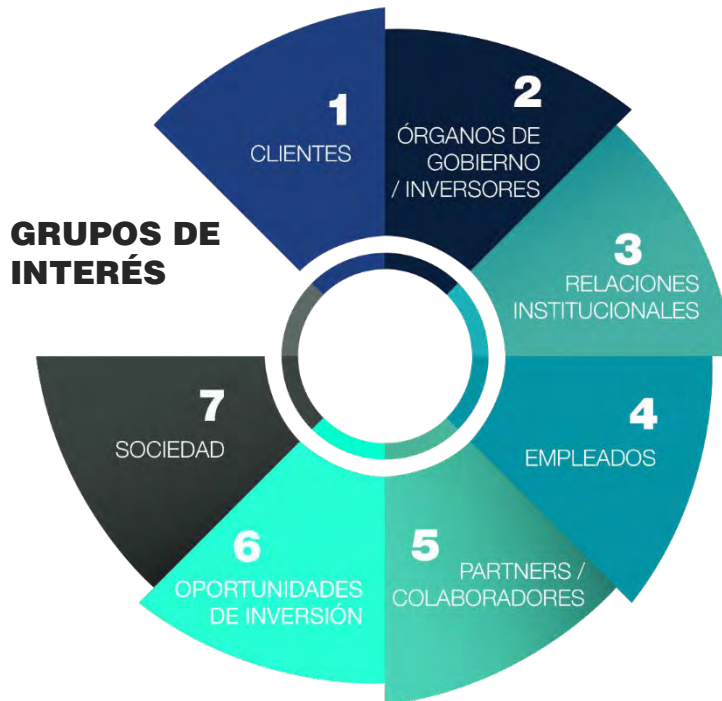 GRUPOS DE
INTERÉS
1
CLIENTES
2
ÓRGANOS DE
GOBIERNO
/ INVERSORES
3
RELACIONES
INSTITUCIONALES
4
EMPLEADOS
5
PARTNERS /
COLABORADORES
6
OPORTUNIDADES
DE INVERSIÓN
7
SOCIEDAD